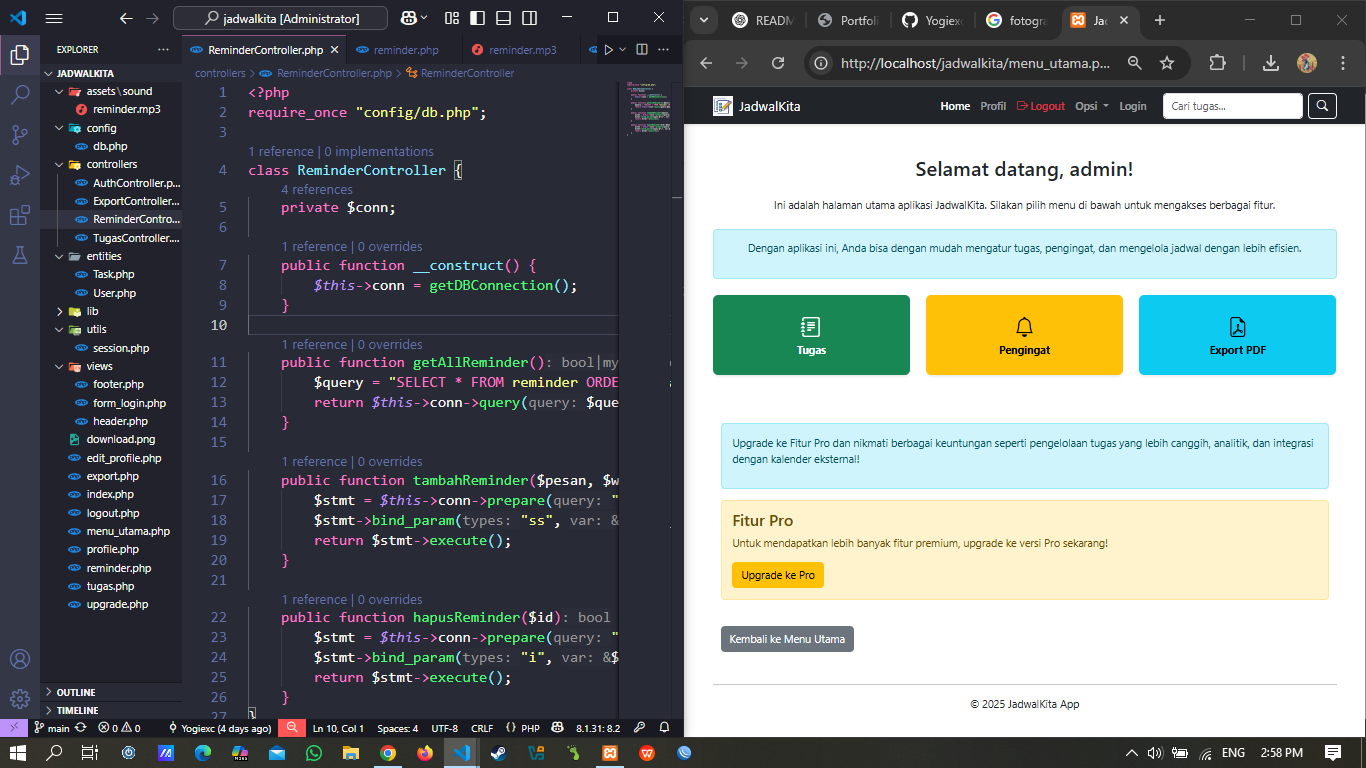 jadwalkita [Administrator]
EXPLORER
JADWALKITA
assets\sound
reminder.mp3
config
db.php
controllers
AuthController.p...
ExportController...
ReminderContro...
TugasController....
entities
Task.php
User.php
lib
utils
session.php
views
footer.php
form_login.php
header.php
download.png
edit_profile.php
export.php
index.php
logout.php
menu_utama.php
profile.php
reminder.php
tugas.php
upgrade.php
OUTLINE
TIMELINE
ReminderController.php
reminder.php
reminder.mp3
controllers > ReminderController.php > ReminderController
1 <?php
2 require_once "config/db.php";
3
1 reference | 0 implementations
4 class ReminderController {
4 references
5 private $conn;
6
1 reference | 0 overrides
7 public function __construct() {
8 $this->conn = getDBConnection();
9 }
10
1 reference | 0 overrides
11 public function getAllReminder(): bool|my
12 $query = "SELECT * FROM reminder ORDE
13 return $this->conn->query(query: $que
14 }
15
1 reference | 0 overrides
16 public function tambahReminder($pesan, $w
17 $stmt = $this->conn->prepare(query: "
18 $stmt->bind_param(types: "ss", var: &
19 return $stmt->execute();
20 }
21
1 reference | 0 overrides
22 public function hapusReminder($id): bool
23 $stmt = $this->conn->prepare(query: "
24 $stmt->bind_param(types: "i", var: &$
25 return $stmt->execute();
26 }
27 }
main 0 0 Yogiexc (4 days ago) Ln 10, Col 1 Spaces: 4 UTF-8 CRLF {} PHP 8.1.31: 8.2
READM
Portfoli
Yogiexc
fotogra
Ja
http://localhost/jadwalkita/menu_utama.p...
JadwalKita
Home Profil Logout Opsi Login
Cari tugas...
Selamat datang, admin!
Ini adalah halaman utama aplikasi JadwalKita. Silakan pilih menu di bawah untuk mengakses berbagai fitur.
Dengan aplikasi ini, Anda bisa dengan mudah mengatur tugas, pengingat, dan mengelola jadwal dengan lebih efisien.
Tugas
Pengingat
Export PDF
Upgrade ke Fitur Pro dan nikmati berbagai keuntungan seperti pengelolaan tugas yang lebih canggih, analitik, dan integrasi
dengan kalender eksternal!
Fitur Pro
Untuk mendapatkan lebih banyak fitur premium, upgrade ke versi Pro sekarang!
Upgrade ke Pro
Kembali ke Menu Utama
© 2025 JadwalKita App
ENG 2:58 PM